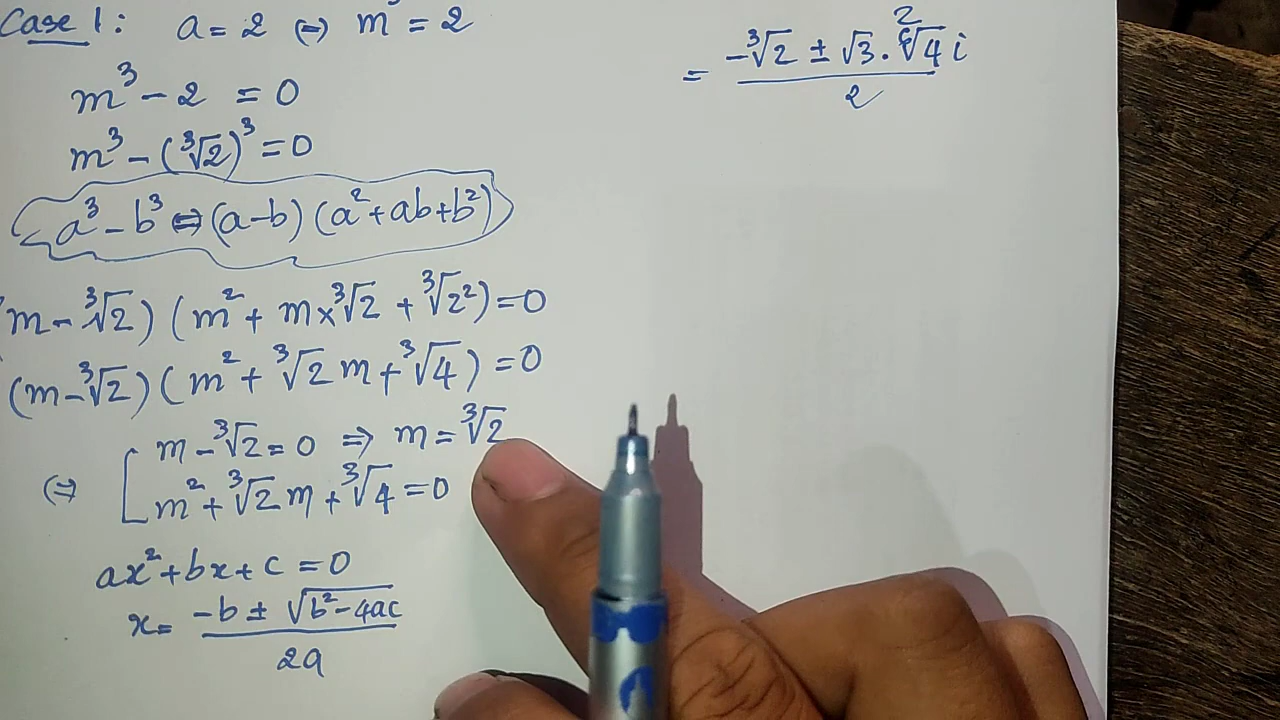 Case 1: a = 2 ⇔ m³ = 2
m³ - 2 = 0
m³ - (∛2)³ = 0
a³ - b³ ⇔ (a-b) (a² + ab + b²)
m - ∛2) (m² + m×∛2 + ∛2²) = 0
(m - ∛2) (m² + ∛2 m + ∛4) = 0
m - ∛2 = 0 ⇒ m = ∛2
⇔ [ m² + ∛2 m + ∛4 = 0
ax² + bx + c = 0
x = (-b ± √(b² - 4ac)) / 2a
= (-∛2 ± √3 . ⁶√4² i) / 2